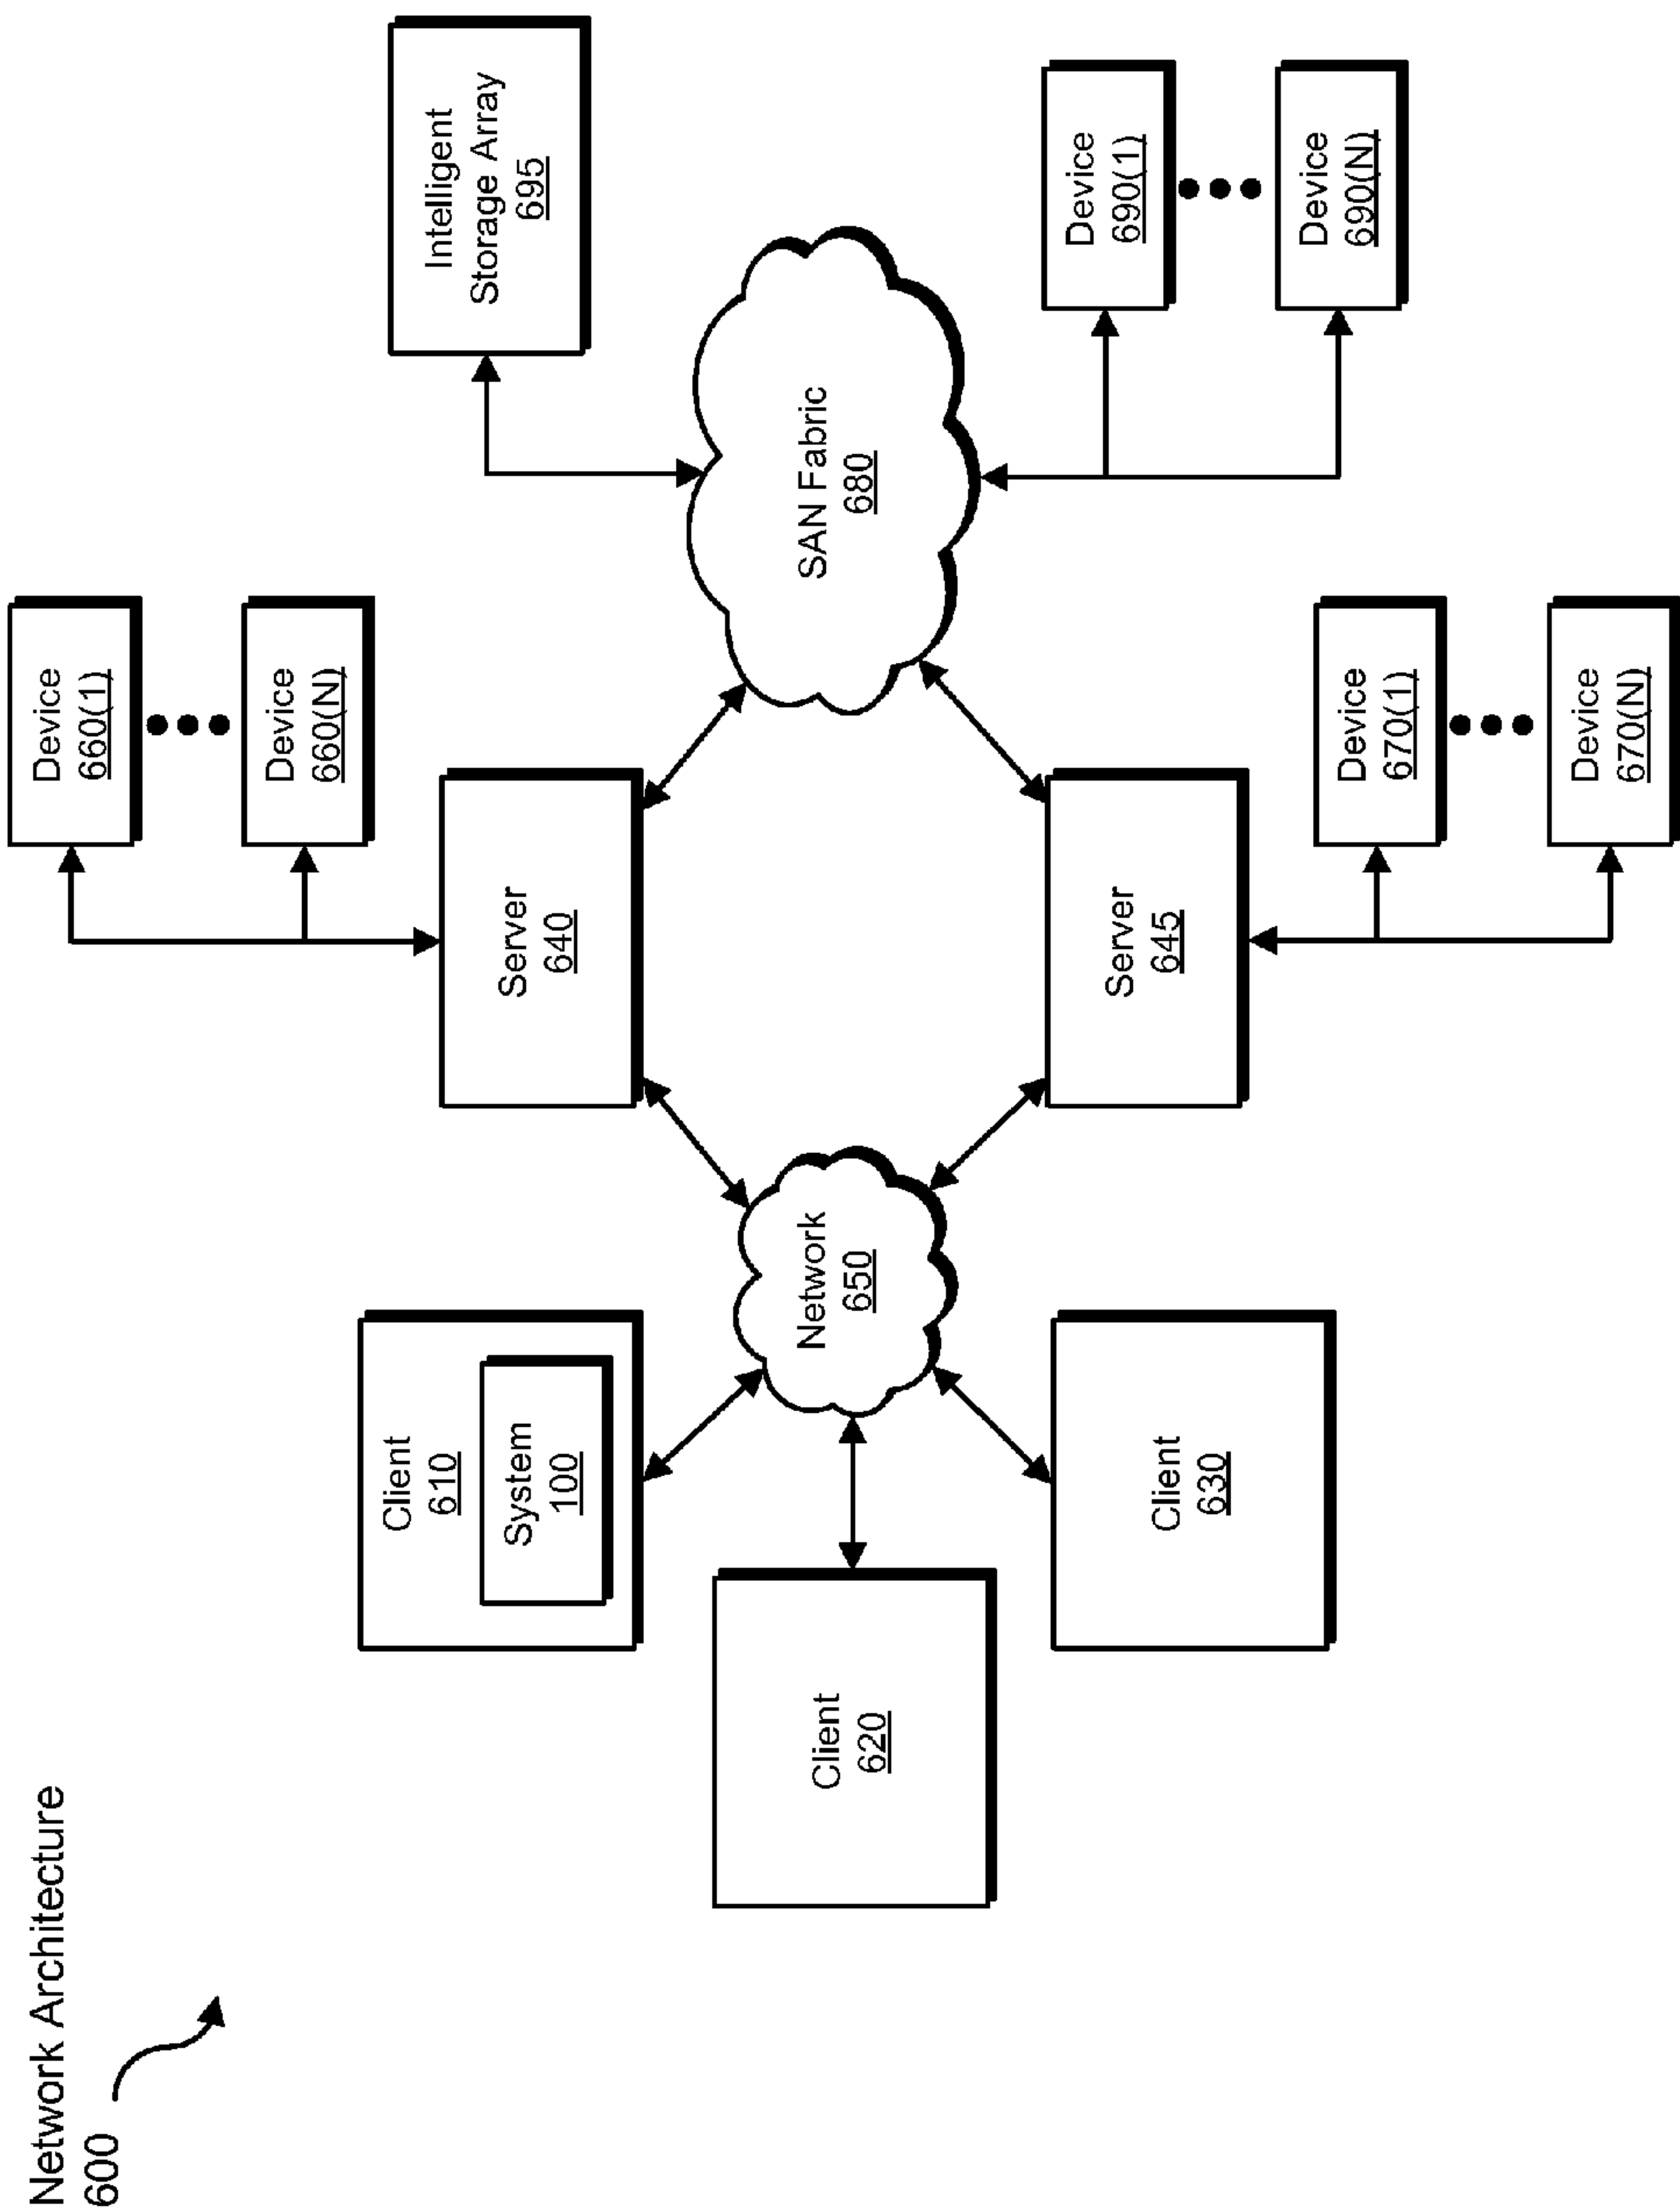 Network Architecture
600
Client
610
System
100
Client
620
Client
630
Network
650
Server
640
Server
645
Device
660(1)
Device
660(N)
Device
670(1)
Device
670(N)
SAN Fabric
680
Intelligent
Storage Array
695
Device
690(1)
Device
690(N)